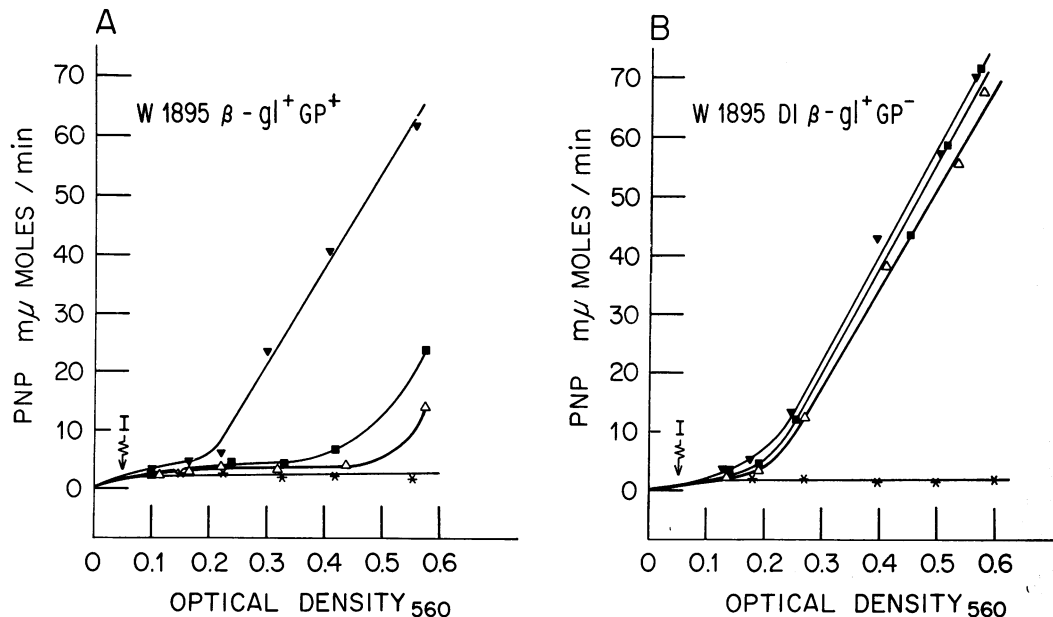 A
PNP mμ MOLES / min
70
60
50
40
30
20
10
0
W 1895 β - gl⁺ GP⁺
I
0 0.1 0.2 0.3 0.4 0.5 0.6
OPTICAL DENSITY₅₆₀
B
PNP mμ MOLES / min
70
60
50
40
30
20
10
0
W 1895 DI β - gl⁺ GP⁻
I
0 0.1 0.2 0.3 0.4 0.5 0.6
OPTICAL DENSITY₅₆₀